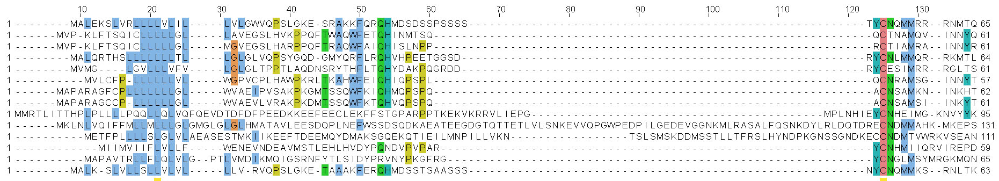 10 20 30 40 50 60 70 80 90 100 110 120 130
1 --------MALEKSLVRLLLLVLIL-----LVLGWVQPSLGKE-SRAKKFQRQHMDSDSSPSSSS---------------------------------------------------------TYCNQMMRR--RNMTQ 65
1 ------MVP-KLFTSQICLLLLLGL-----LAVEGSLHVKPPQFTWAQWFETQHINMTSQ---------------------------------------------------------------QCTNAMQV--INNYQ 61
1 ------MVP-KLFTSQICLLLLLGL-----MGVEGSLHARPPQFTRAQWFAIQHISLNPP---------------------------------------------------------------RCTIAMRA--INNYR 61
1 --------MALQRTHSLLLLLLLTL-----LGLGLVQPSYGQD-GMYQRFLRQHVHPEETGGSD----------------------------------------------------------RYCNLMMQR--RKMTL 64
1 --------MVMG----LGVLLLVFV-----LGLGLTPPTLAQDNSRYTHFLTQHYDAKPQGRDD----------------------------------------------------------RYCESIMRR--RGLTS 61
1 ----------MVLCFP-LLLLLLVL-----WGPVCPLHAWPKRLTKAHWFEIQHIQPSPL---------------------------------------------------------------QCNRAMSG--INNYT 57
1 ------MAPARAGFCPLLLLLLLGL-----WVAEIPVSAKPKGMTSSQWFKIQHMQPSPQ---------------------------------------------------------------ACNSAMKN--INKHT 62
1 ------MAPARAGCCP-LLLLLLGL-----WVAEVLVRAKPKDMTSSQWFKTQHVQPSPQ---------------------------------------------------------------ACNSAMSI--INKYT 61
1 MMRTLITTHPLPLLLLPQQLLQLVQFQEVDTDFDFPEEDKKEEFEECLEKFFSTGPARPPTKEKVKRRVLIEPG------------------------------------------MPLNHIEYCNHEIMG-KNVYYK 95
1 ------MKLNLVQIFFMLLMLLLGLGMGLGLGLHMATAVLEESDQPLNEFWSSDSQDKAEATEEGDGTQTTETLVLSNKEVVQPGWPEDPILGEDEVGGNKMLRASALFQSNKDYLRLDQTDRECNDMMAHK-MKEPS 131
1 ----------METFPLLLLSLGLVLAEASESTMKIIKEEFTDEEMQYDMAKSGQEKQTIEILMNPILLVKN-----------------TSLSMSKDDMSSTLLTFRSLHYNDPKGNSSGNDKECCNDMTVWRKVSEAN 111
1 ------------MIIMVIIFLVLLF-----WENEVNDEAVMSTLEHLHVDYPQNDVPVPAR--------------------------------------------------------------YCNHMIIQRVIREPD 59
1 ----------MAPAVTRLLFLQLVLG--PTLVMDIKMQIGSRNFYTLSIDYPRVNYPKGFRG-------------------------------------------------------------YCNGLMSYMRGKMQN 65
1 --------MALK-SLVLLSLLVLVL-----LLV-RVQPSLGKE-TAAAKFERQHMDSSTSAASSS---------------------------------------------------------NYCNQMMKS--RNLTK 63